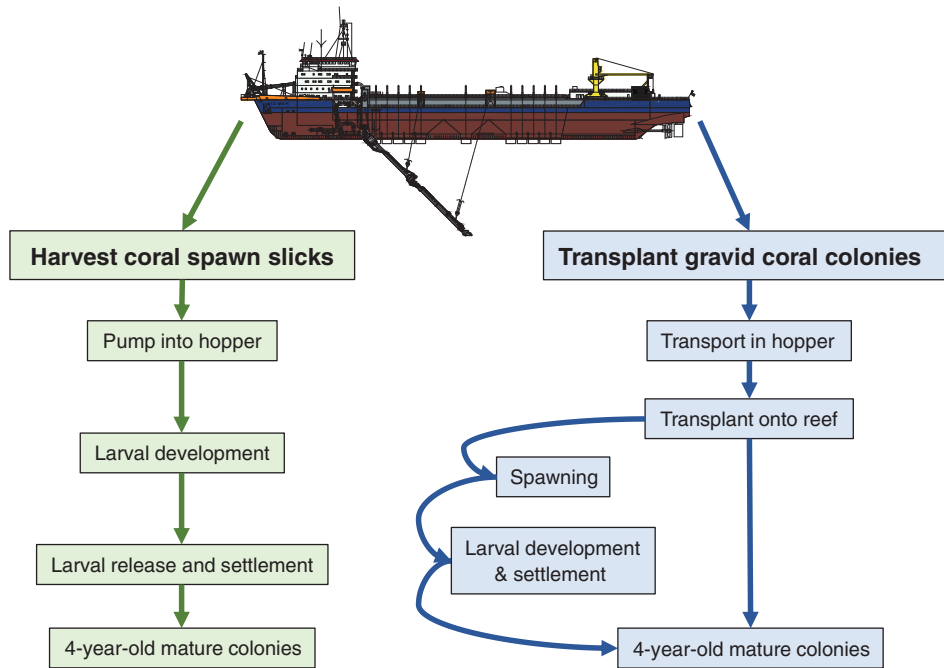 Harvest coral spawn slicks
Pump into hopper
Larval development
Larval release and settlement
4-year-old mature colonies
Transplant gravid coral colonies
Transport in hopper
Transplant onto reef
Spawning
Larval development
& settlement
4-year-old mature colonies